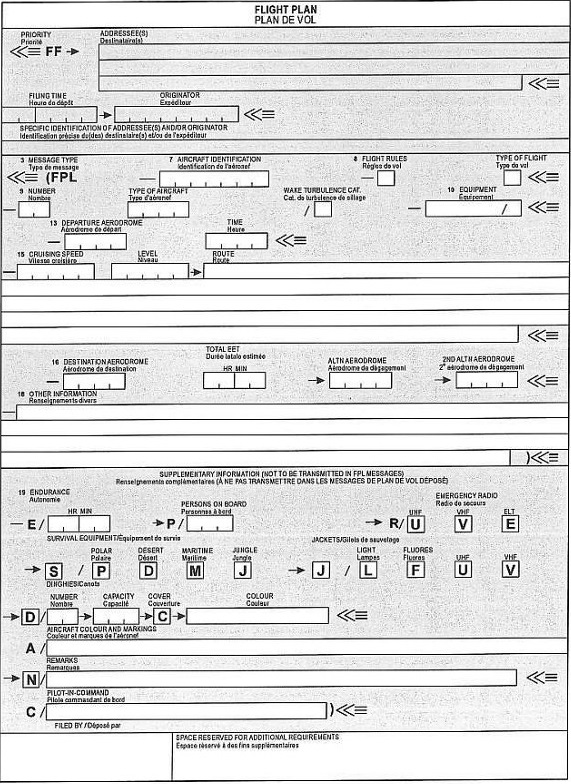 FLIGHT PLAN
PLAN DE VOL
PRIORITY ADDRESSEE(S)
Priorité Destinataire(s)
FF
FILING TIME ORIGINATOR
Heure de dépôt Expéditeur
SPECIFIC IDENTIFICATION OF ADDRESSEE(S) AND/OR ORIGINATOR
Identification précise du(des) destinataire(s) et/ou de l'expéditeur
3 MESSAGE TYPE 7 AIRCRAFT IDENTIFICATION 8 FLIGHT RULES TYPE OF FLIGHT
Type de message Identification de l'aéronef Règles de vol Type de vol
(FPL
9 NUMBER TYPE OF AIRCRAFT WAKE TURBULENCE CAT. 10 EQUIPMENT
Nombre Type d'aéronef Cat. de turbulence de sillage Équipement
/ /
13 DEPARTURE AERODROME TIME
Aérodrome de départ Heure
15 CRUISING SPEED LEVEL ROUTE
Vitesse croisière Niveau Route
TOTAL EET
16 DESTINATION AERODROME Durée totale estimée ALTN AERODROME 2ND ALTN AERODROME
Aérodrome de destination HR MIN Aérodrome de dégagement 2e aérodrome de dégagement
18 OTHER INFORMATION
Renseignements divers
)
SUPPLEMENTARY INFORMATION (NOT TO BE TRANSMITTED IN FPL MESSAGES)
Renseignements complémentaires (À NE PAS TRANSMETTRE DANS LES MESSAGES DE PLAN DE VOL DÉPOSÉ)
19 ENDURANCE EMERGENCY RADIO
Autonomie Radio de secours
HR MIN PERSONS ON BOARD UHF VHF ELT
Personnes à bord
E/ P/ R/ U V E
SURVIVAL EQUIPMENT/Équipement de survie JACKETS/Gilets de sauvetage
POLAR DESERT MARITIME JUNGLE LIGHT FLUORES UHF VHF
Polaire Désert Maritime Jungle Lampes Fluores
S / P D M J J / L F U V
DINGHIES/Canots
NUMBER CAPACITY COVER COLOUR
Nombre Capacité Couverture Couleur
D / C
AIRCRAFT COLOUR AND MARKINGS
Couleur et marques de l'aéronef
A /
REMARKS
Remarques
N /
PILOT-IN-COMMAND
Pilote commandant de bord
C / )
FILED BY / Déposé par
SPACE RESERVED FOR ADDITIONAL REQUIREMENTS
Espace réservé à des fins supplémentaires